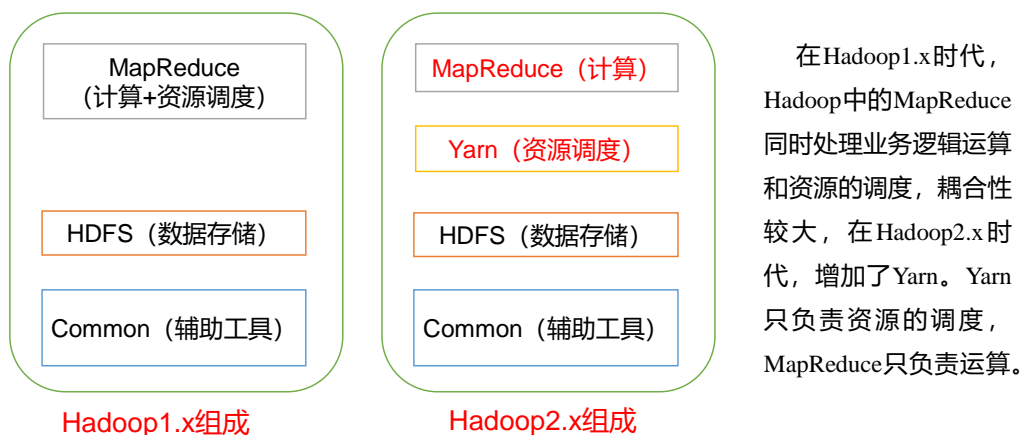 MapReduce
（计算+资源调度）
HDFS（数据存储）
Common（辅助工具）
Hadoop1.x组成
MapReduce（计算）
Yarn（资源调度）
HDFS（数据存储）
Common（辅助工具）
Hadoop2.x组成
在Hadoop1.x时代，
Hadoop中的MapReduce
同时处理业务逻辑运算
和资源的调度，耦合性
较大，在Hadoop2.x时
代，增加了Yarn。Yarn
只负责资源的调度，
MapReduce只负责运算。